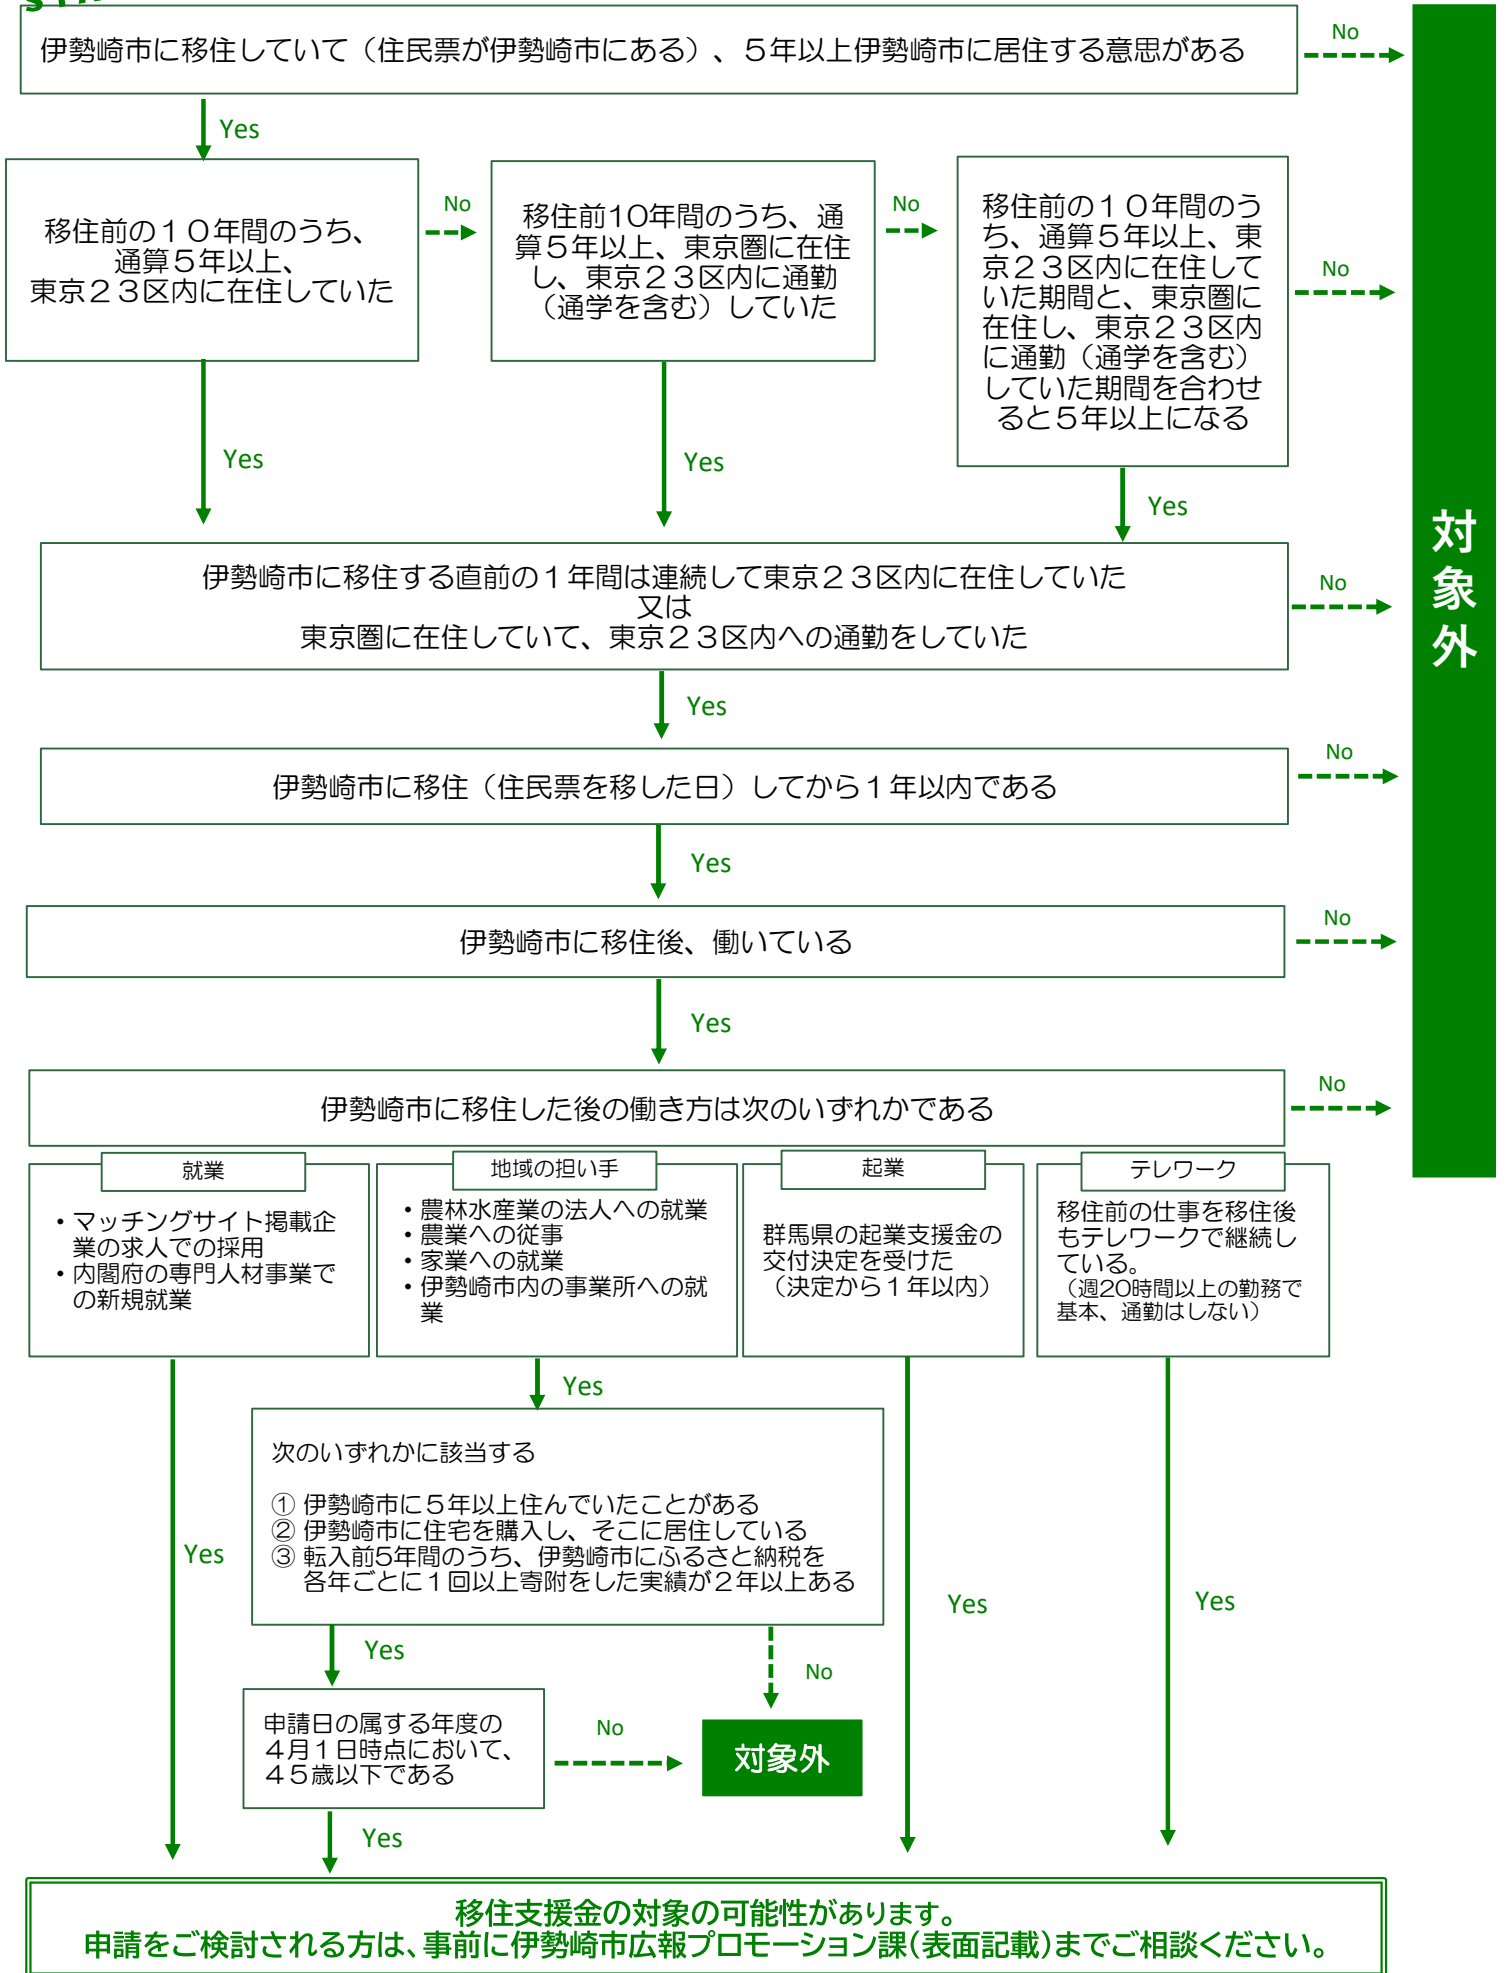 伊勢崎市に移住していて（住民票が伊勢崎市にある）、５年以上伊勢崎市に居住する意思がある
No
Yes
移住前の１０年間のうち、
通算５年以上、
東京２３区内に在住していた
No
移住前10年間のうち、通
算５年以上、東京圏に在住
し、東京２３区内に通勤
（通学を含む）していた
No
移住前の１０年間のう
ち、通算５年以上、東
京２３区内に在住して
いた期間と、東京圏に
在住し、東京２３区内
に通勤（通学を含む）
していた期間を合わせ
ると５年以上になる
No
Yes
Yes
Yes
対象外
伊勢崎市に移住する直前の１年間は連続して東京２３区内に在住していた
又は
東京圏に在住していて、東京２３区内への通勤をしていた
No
Yes
伊勢崎市に移住（住民票を移した日）してから１年以内である
No
Yes
伊勢崎市に移住後、働いている
No
Yes
伊勢崎市に移住した後の働き方は次のいずれかである
No
就業
・マッチングサイト掲載企
業の求人での採用
・内閣府の専門人材事業で
の新規就業
地域の担い手
・農林水産業の法人への就業
・農業への従事
・家業への就業
・伊勢崎市内の事業所への就
業
起業
群馬県の起業支援金の
交付決定を受けた
（決定から１年以内）
テレワーク
移住前の仕事を移住後
もテレワークで継続し
ている。
（週20時間以上の勤務で
基本、通勤はしない）
Yes
次のいずれかに該当する
① 伊勢崎市に５年以上住んでいたことがある
② 伊勢崎市に住宅を購入し、そこに居住している
③ 転入前5年間のうち、伊勢崎市にふるさと納税を
各年ごとに１回以上寄附をした実績が２年以上ある
Yes
Yes
Yes
Yes
No
申請日の属する年度の
４月１日時点において、
４５歳以下である
No
対象外
Yes
移住支援金の対象の可能性があります。
申請をご検討される方は、事前に伊勢崎市広報プロモーション課（表面記載）までご相談ください。